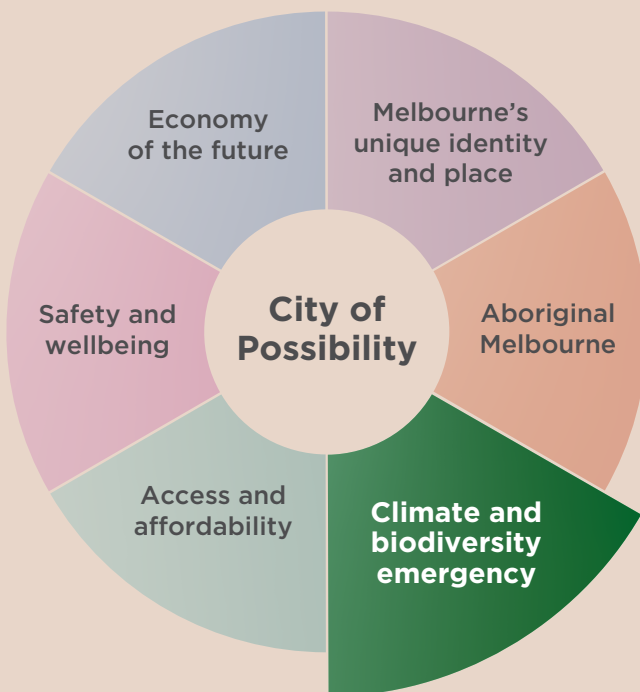 Economy
of the future
Melbourne’s
unique identity
and place
Safety and
wellbeing
City of
Possibility
Aboriginal
Melbourne
Access and
affordability
Climate and
biodiversity
emergency